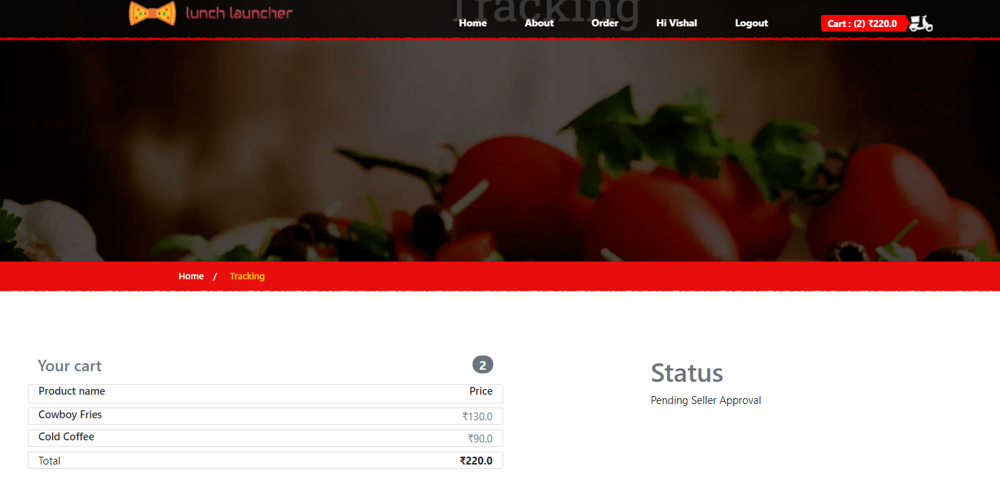 Tracking
lunch launcher
Home About Order Hi Vishal Logout Cart : (2) ₹220.0
Home / Tracking
Your cart 2
Product name Price
Cowboy Fries ₹130.0
Cold Coffee ₹90.0
Total ₹220.0
Status
Pending Seller Approval